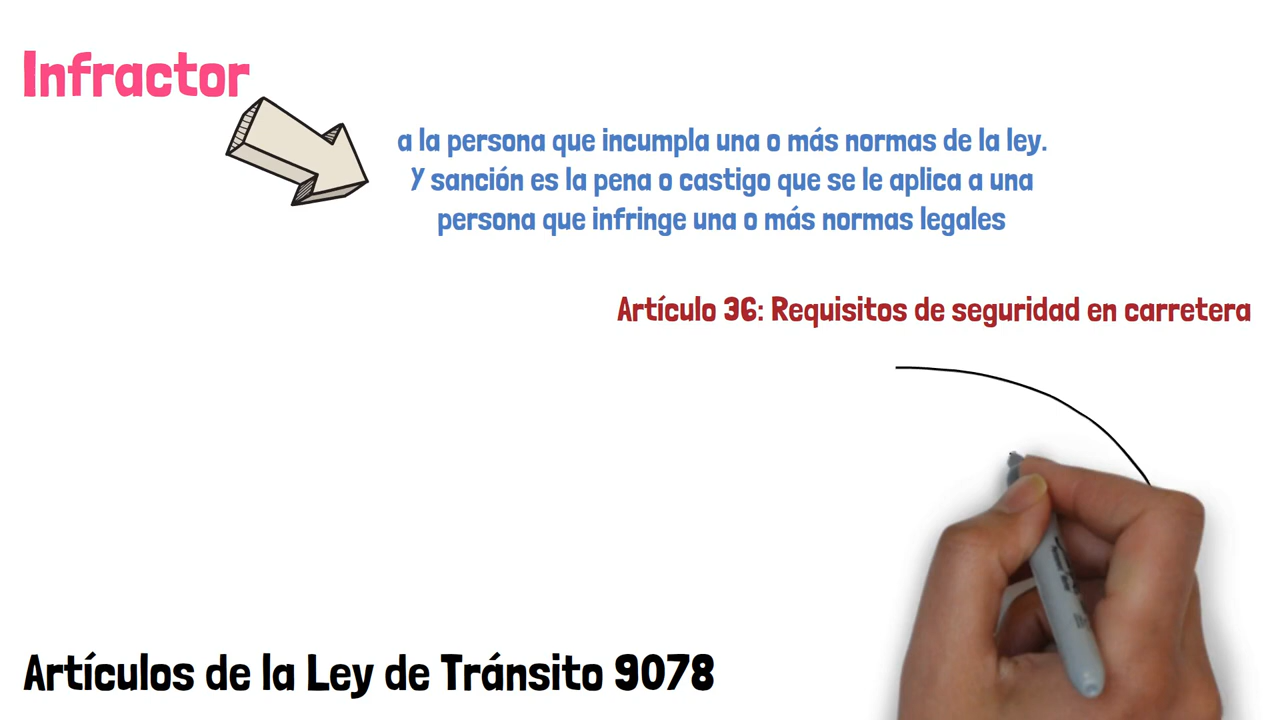 Infractor
a la persona que incumpla una o más normas de la ley.
Y sanción es la pena o castigo que se le aplica a una
persona que infringe una o más normas legales
Artículo 36: Requisitos de seguridad en carretera
Artículos de la Ley de Tránsito 9078